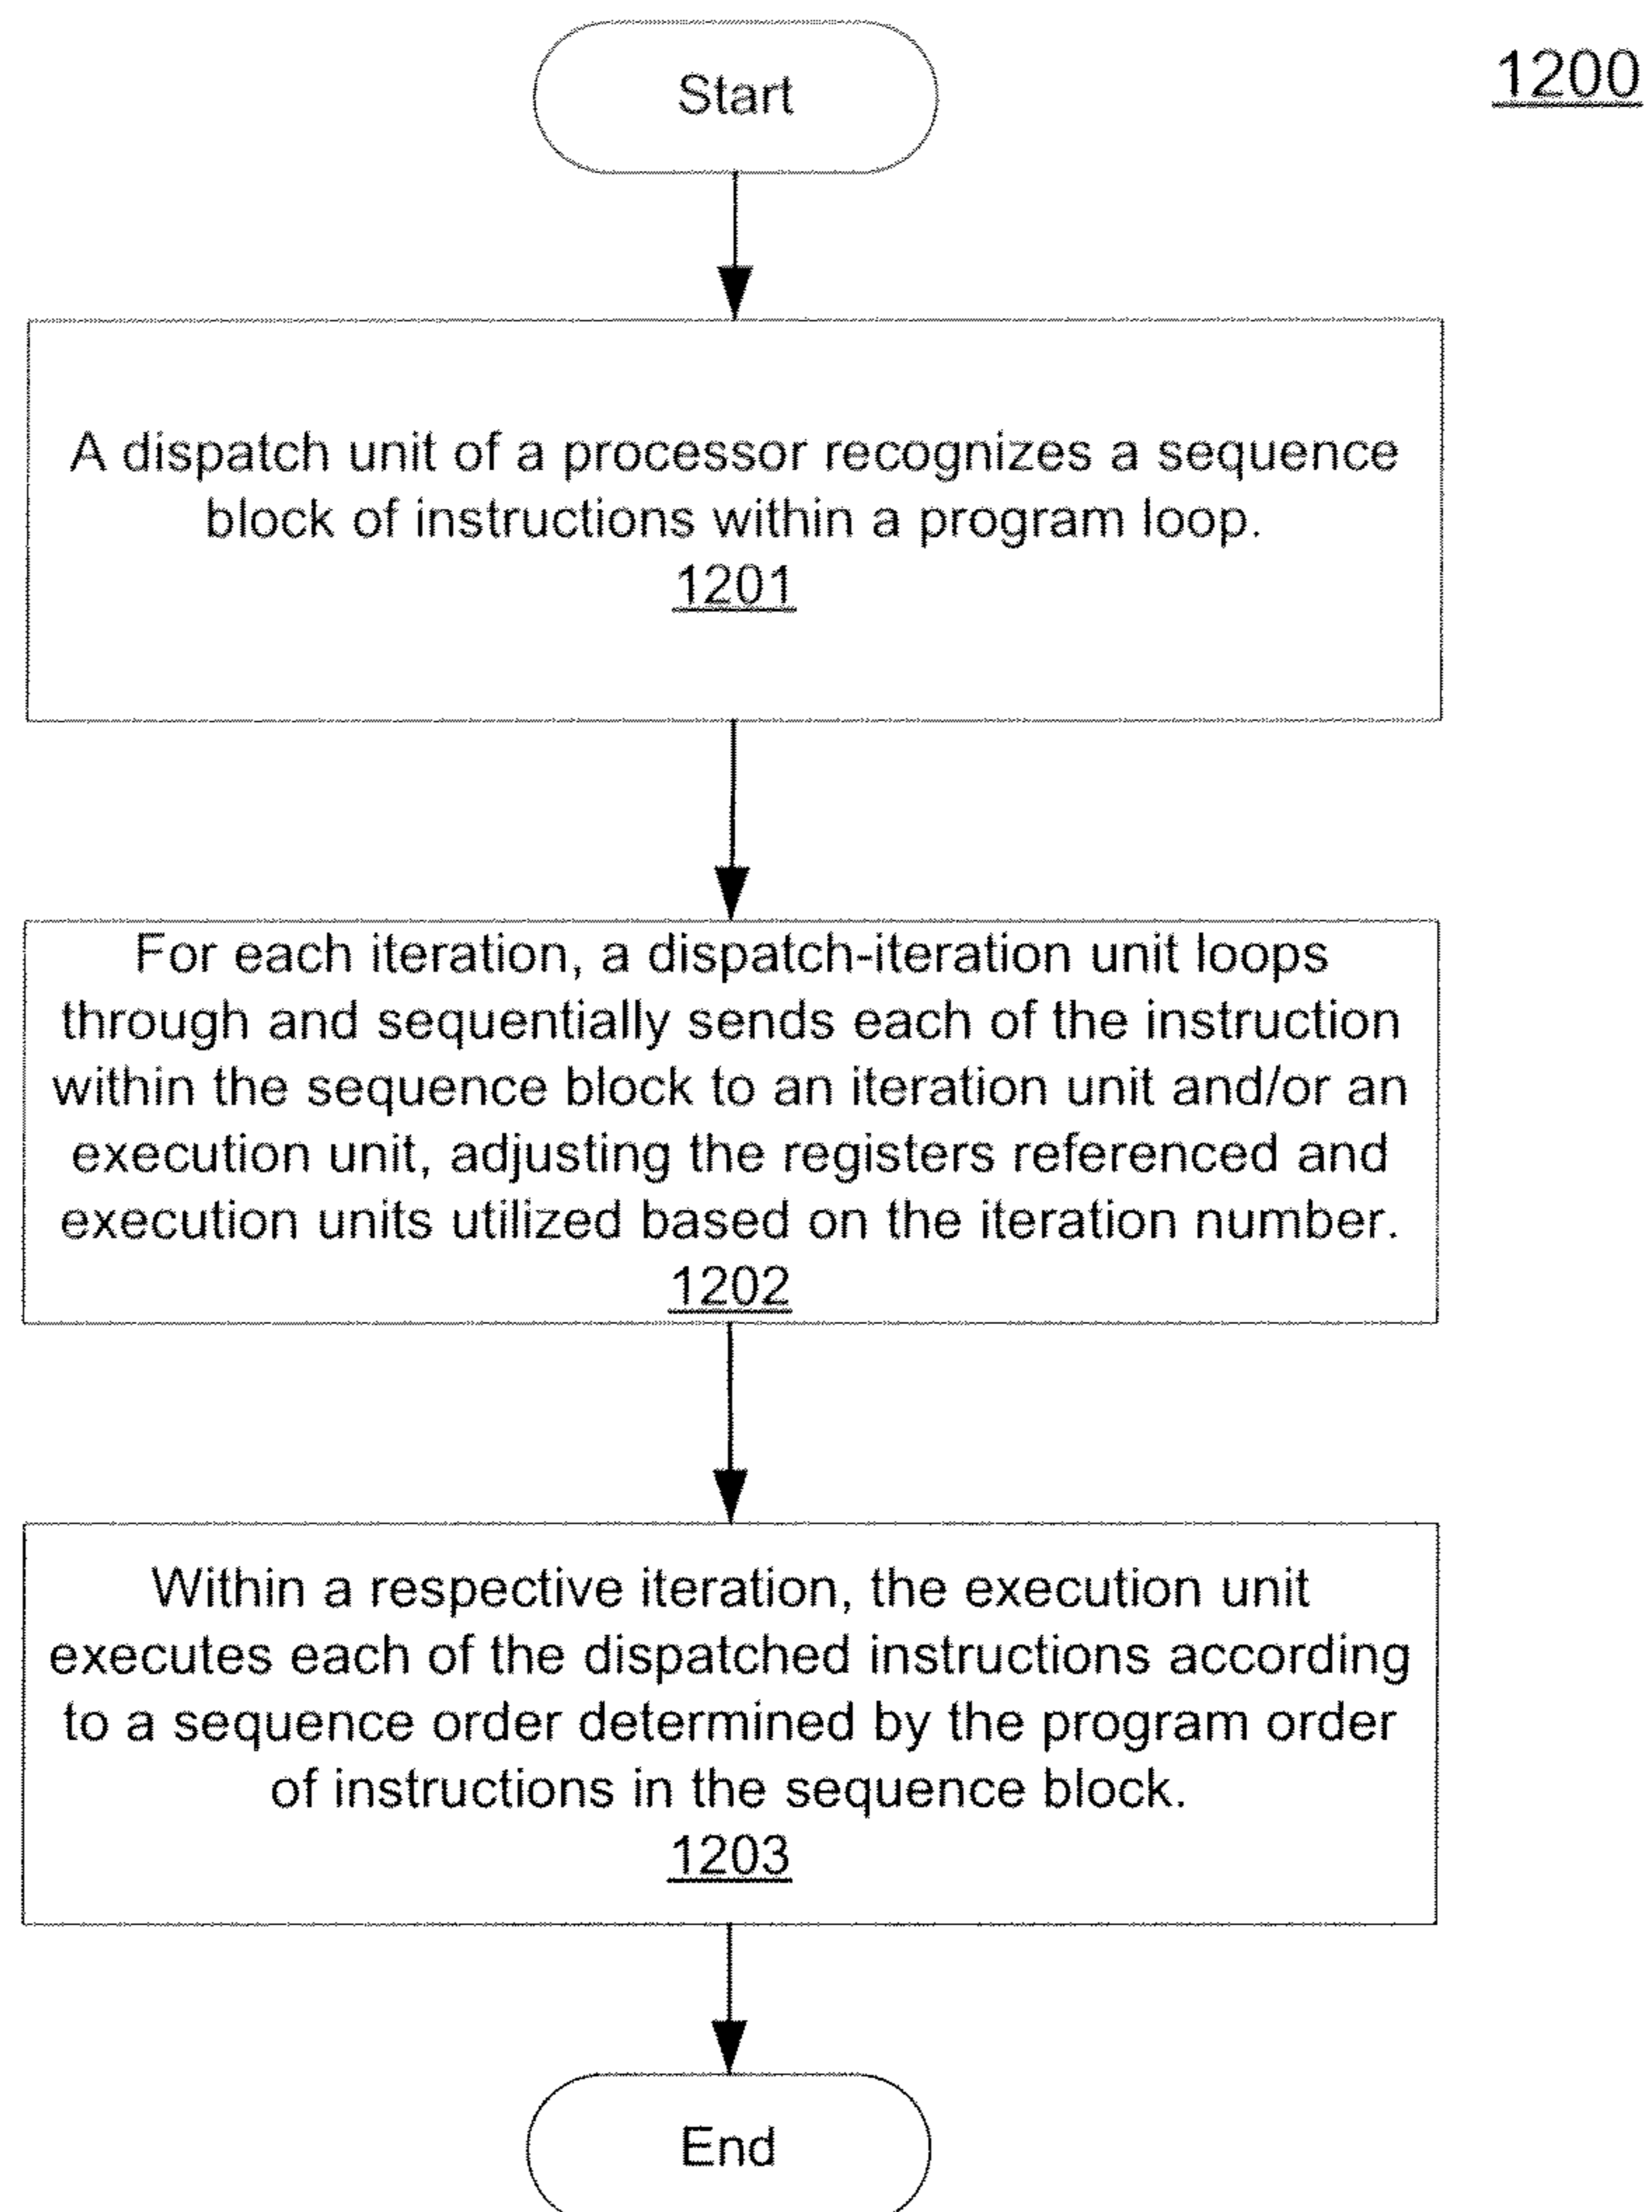 Start
1200
A dispatch unit of a processor recognizes a sequence
block of instructions within a program loop.
1201
For each iteration, a dispatch-iteration unit loops
through and sequentially sends each of the instruction
within the sequence block to an iteration unit and/or an
execution unit, adjusting the registers referenced and
execution units utilized based on the iteration number.
1202
Within a respective iteration, the execution unit
executes each of the dispatched instructions according
to a sequence order determined by the program order
of instructions in the sequence block.
1203
End